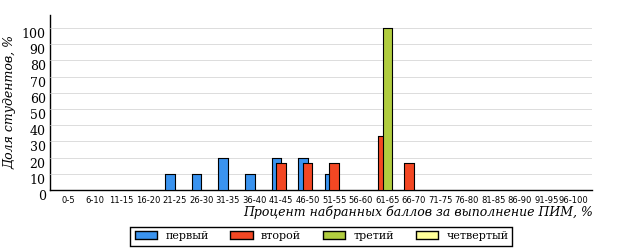 Доля студентов, %
100
90
80
70
60
50
40
30
20
10
0
0-5 6-10 11-15 16-20 21-25 26-30 31-35 36-40 41-45 46-50 51-55 56-60 61-65 66-70 71-75 76-80 81-85 86-90 91-95 96-100
Процент набранных баллов за выполнение ПИМ, %
первый второй третий четвертый